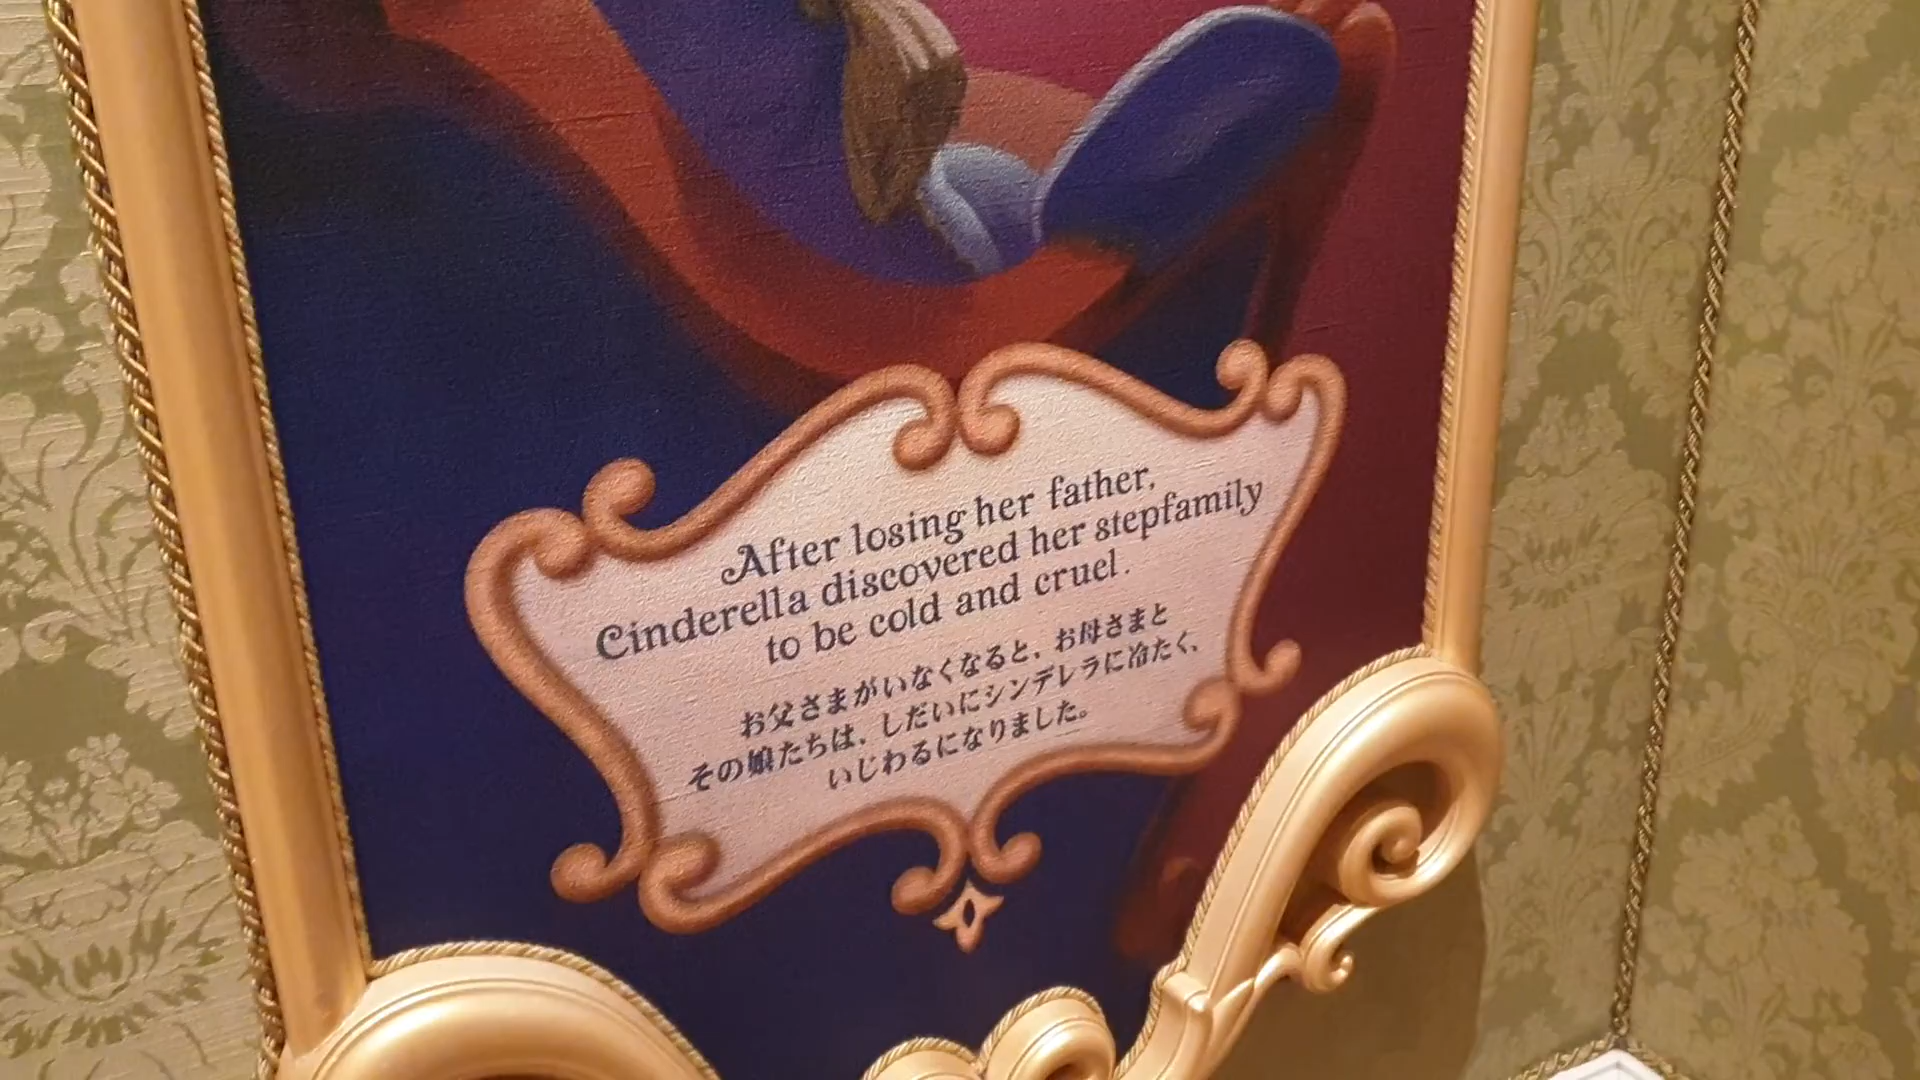 After losing her father,
Cinderella discovered her stepfamily
to be cold and cruel.
お父さまがいなくなると、お母さまと
その娘たちは、しだいにシンデレラに冷たく、
いじわるになりました。